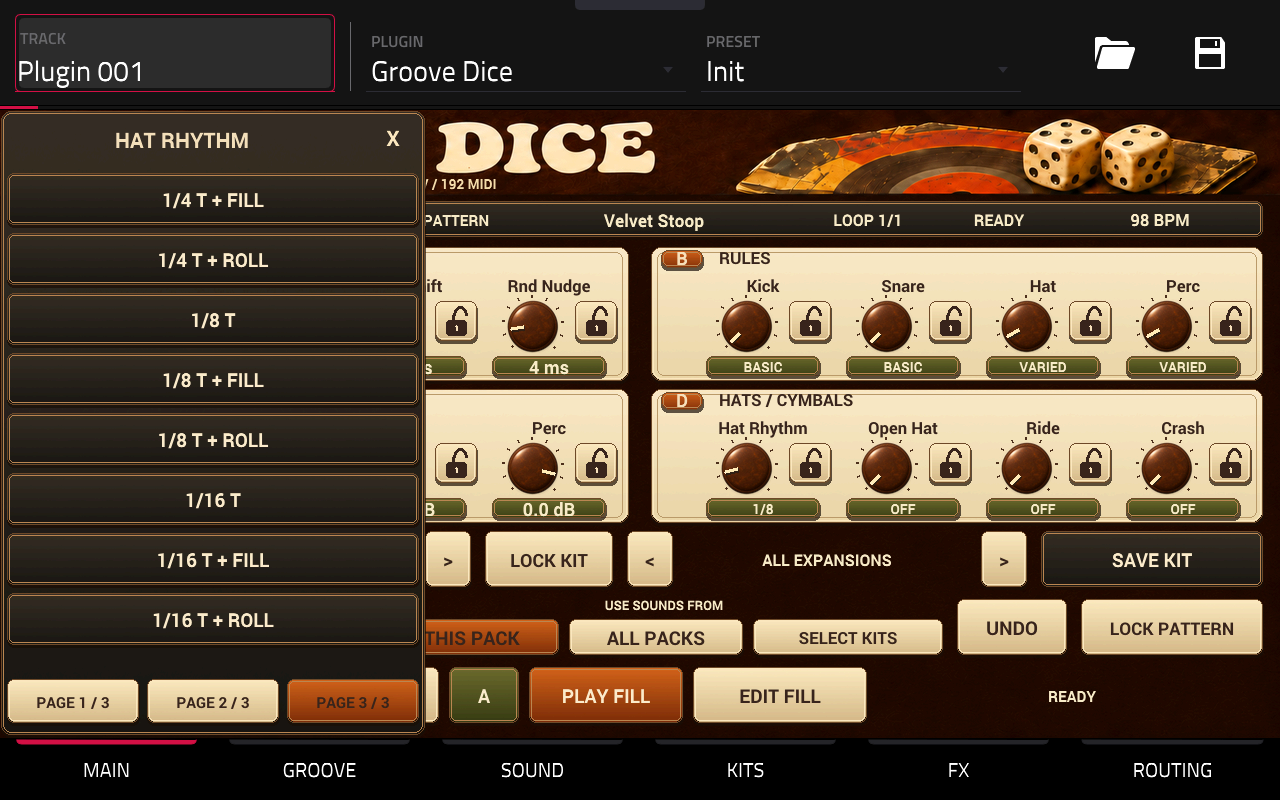 TRACK
Plugin 001
PLUGIN
Groove Dice
PRESET
Init
HAT RHYTHM
X
1/4 T + FILL
1/4 T + ROLL
1/8 T
1/8 T + FILL
1/8 T + ROLL
1/16 T
1/16 T + FILL
1/16 T + ROLL
PAGE 1 / 3
PAGE 2 / 3
PAGE 3 / 3
DICE
/ 192 MIDI
PATTERN
Velvet Stoop
LOOP 1/1
READY
98 BPM
ift
Rnd Nudge
s
4 ms
B
RULES
Kick
Snare
Hat
Perc
BASIC
BASIC
VARIED
VARIED
Perc
B
0.0 dB
D
HATS / CYMBALS
Hat Rhythm
Open Hat
Ride
Crash
1/8
OFF
OFF
OFF
>
LOCK KIT
<
ALL EXPANSIONS
>
SAVE KIT
USE SOUNDS FROM
THIS PACK
ALL PACKS
SELECT KITS
UNDO
LOCK PATTERN
A
PLAY FILL
EDIT FILL
READY
MAIN
GROOVE
SOUND
KITS
FX
ROUTING